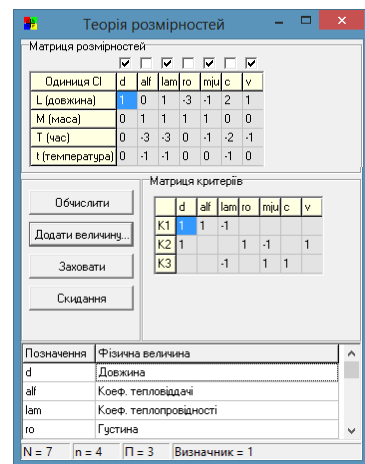 Теорія розмірностей
Матриця розмірностей
Одиниця СІ d alf lam ro mju c v
L (довжина) 1 0 1 -3 -1 2 1
M (маса) 0 1 1 1 1 0 0
T (час) 0 -3 -3 0 -1 -2 -1
t (температура) 0 -1 -1 0 0 -1 0
Обчислити
Додати величину...
Заховати
Скидання
Матриця критеріїв
d alf lam ro mju c v
K1 1 1 -1
K2 1 1 -1 1
K3 -1 1 1
Позначення Фізична величина
d Довжина
alf Коеф. тепловіддачі
lam Коеф. теплопровідності
ro Густина
N = 7 n = 4 П = 3 Визначник = 1